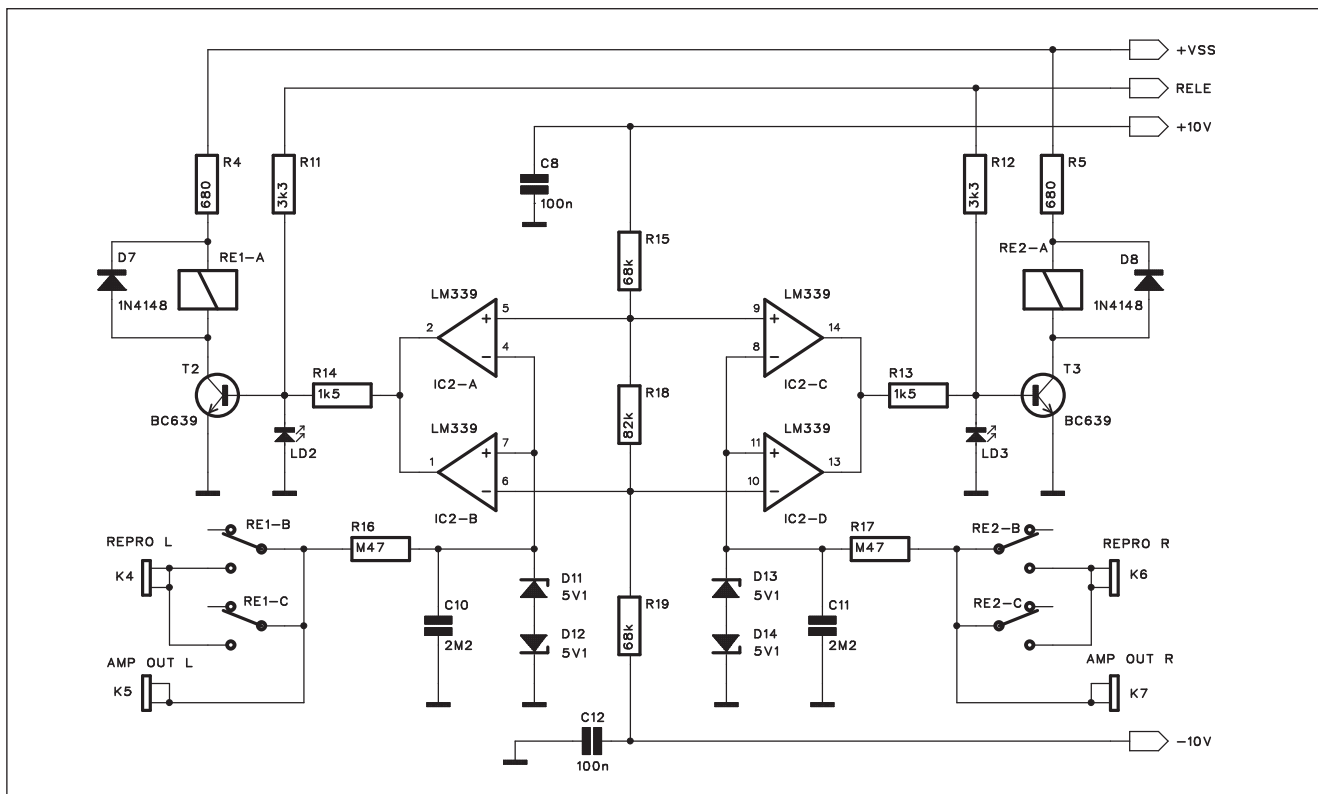 +VSS
RELE
+10V
R4
680
R11
3k3
C8
100n
R12
3k3
R5
680
R15
68k
D7
1N4148
RE1-A
RE2-A
D8
1N4148
LM339
5
4
2
IC2-A
LM339
9
8
14
IC2-C
T2
BC639
R14
1k5
LD2
R18
82k
R13
1k5
LD3
T3
BC639
LM339
7
6
1
IC2-B
LM339
11
10
13
IC2-D
REPRO L
K4
RE1-B
RE1-C
AMP OUT L
K5
R16
M47
C10
2M2
D11
5V1
D12
5V1
R19
68k
D13
5V1
D14
5V1
C11
2M2
R17
M47
RE2-B
RE2-C
REPRO R
K6
AMP OUT R
K7
C12
100n
-10V